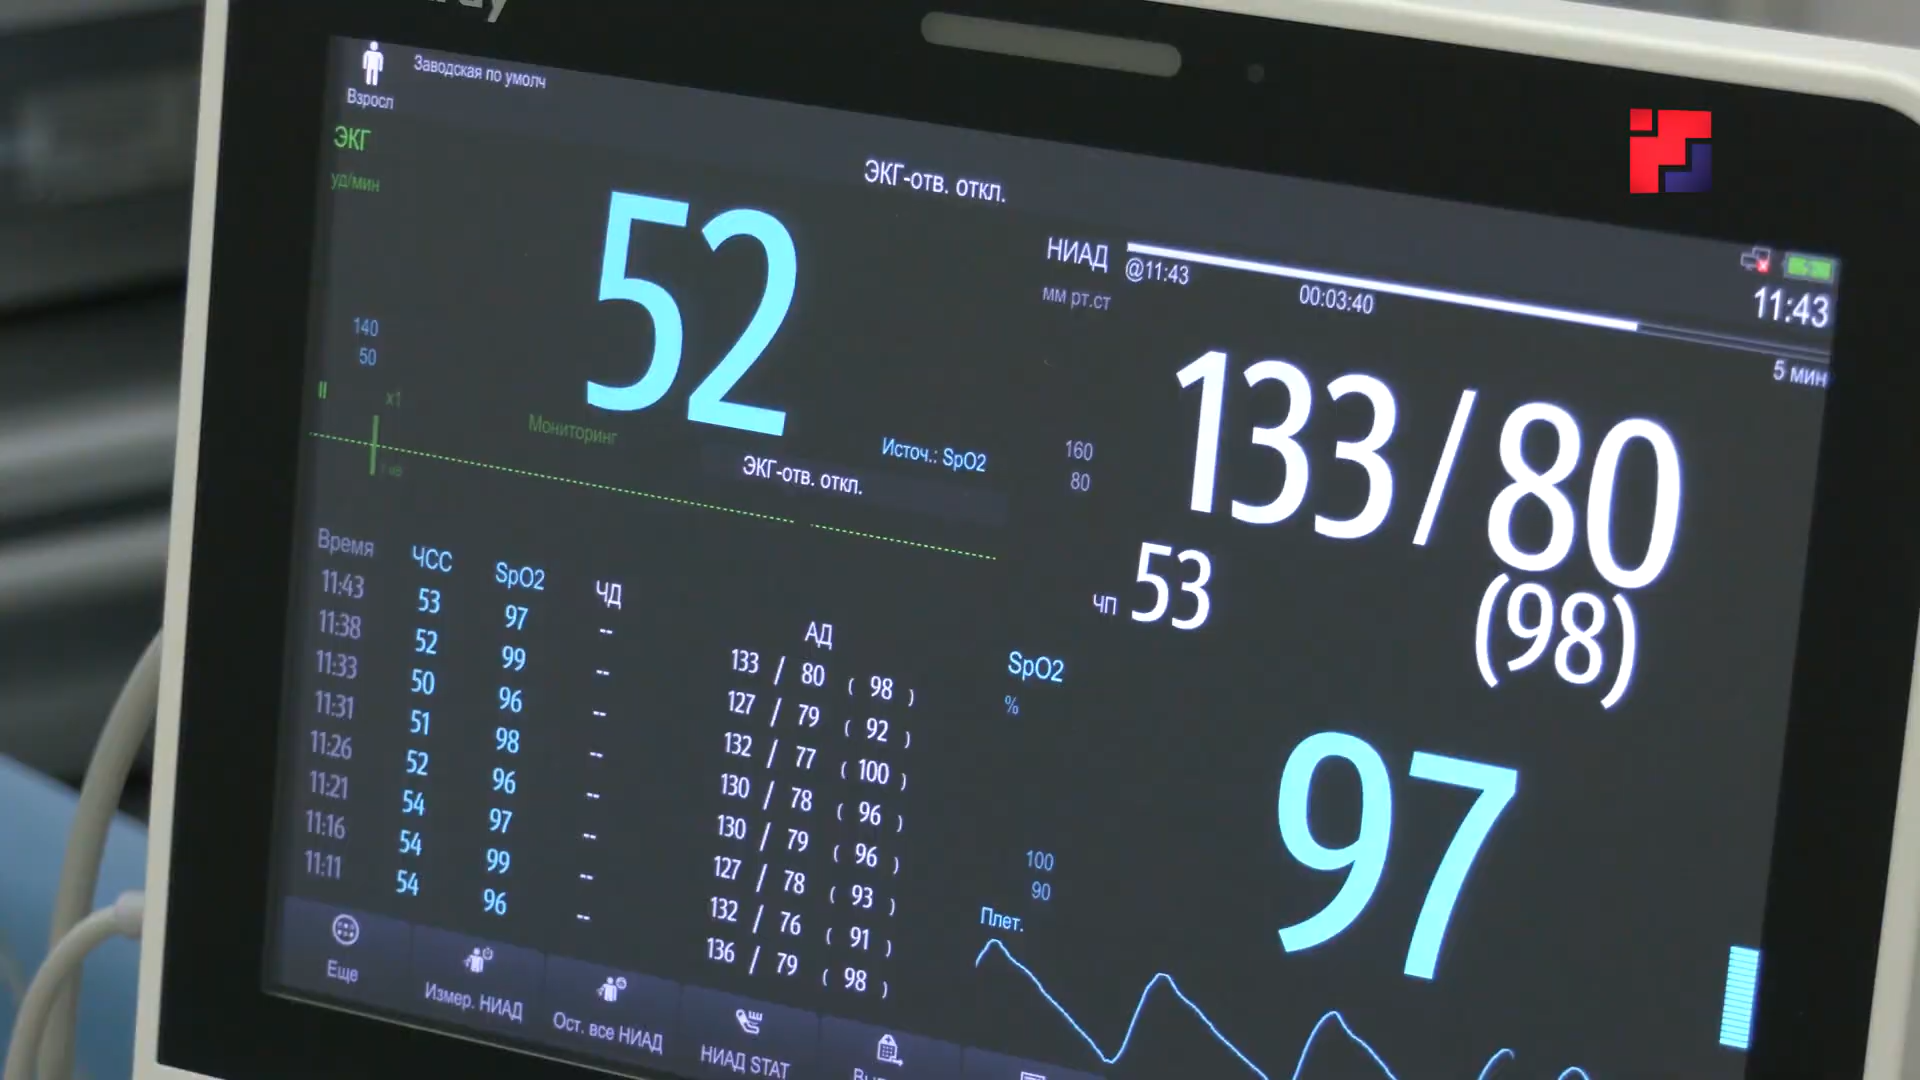 Взросл
Заводская по умолч
ЭКГ
уд/мин
ЭКГ-отв. откл.
52
140
50
x1
Мониторинг
Источ.: SpO2
ЭКГ-отв. откл.
НИАД
@11:43
00:03:40
11:43
мм рт.ст
5 мин
160
80
133/80
(98)
ЧП 53
Время ЧСС SpO2 ЧД АД
11:43 53 97 -- 133 / 80 ( 98 )
11:38 52 99 -- 127 / 79 ( 92 )
11:33 50 96 -- 132 / 77 ( 100 )
11:31 51 98 -- 130 / 78 ( 96 )
11:26 52 96 -- 130 / 79 ( 96 )
11:21 54 97 -- 127 / 78 ( 93 )
11:16 54 99 -- 132 / 76 ( 91 )
11:11 54 96 -- 136 / 79 ( 98 )
SpO2
%
97
100
90
Плет.
Еще
Измер. НИАД
Ост. все НИАД
НИАД STAT